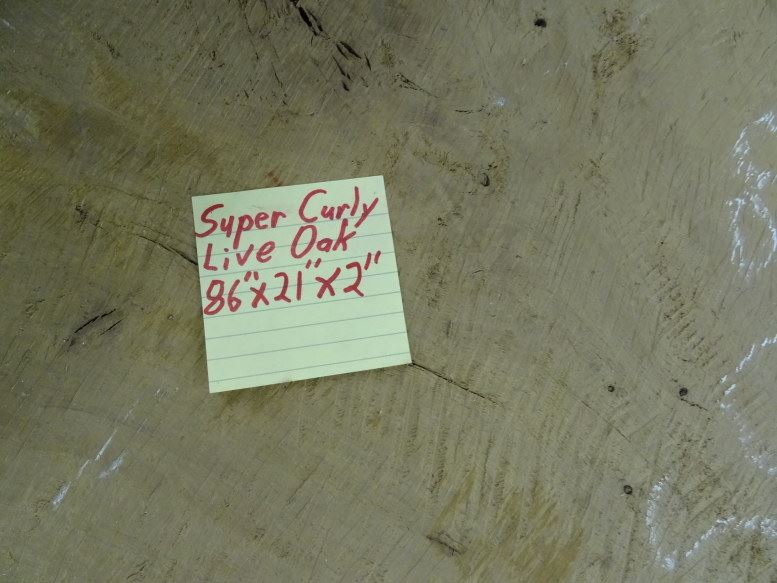 Super Curly
Live Oak
86"x21"x2"